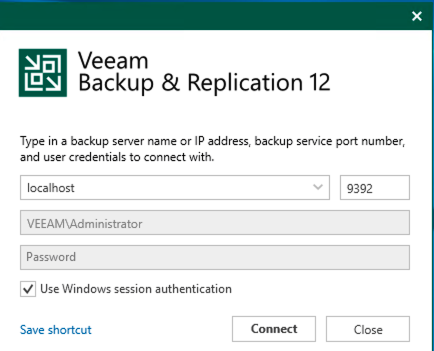 Veeam
Backup & Replication 12
Type in a backup server name or IP address, backup service port number,
and user credentials to connect with.
localhost 9392
VEEAM\Administrator
Password
Use Windows session authentication
Save shortcut Connect Close